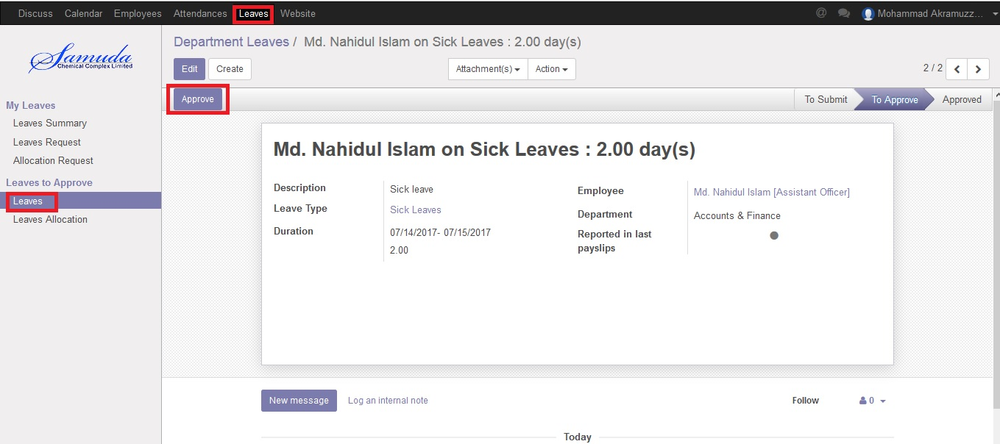 Discuss Calendar Employees Attendances Leaves Website @ Mohammad Akramuzz...
Samuda
Chemical Complex Limited
Department Leaves / Md. Nahidul Islam on Sick Leaves : 2.00 day(s)
Edit Create Attachment(s) Action 2 / 2
Approve To Submit To Approve Approved
My Leaves
Leaves Summary
Leaves Request
Allocation Request
Leaves to Approve
Leaves
Leaves Allocation
Md. Nahidul Islam on Sick Leaves : 2.00 day(s)
Description Sick leave
Leave Type Sick Leaves
Duration 07/14/2017- 07/15/2017
2.00
Employee Md. Nahidul Islam [Assistant Officer]
Department Accounts & Finance
Reported in last
payslips
New message Log an internal note Follow 0
Today